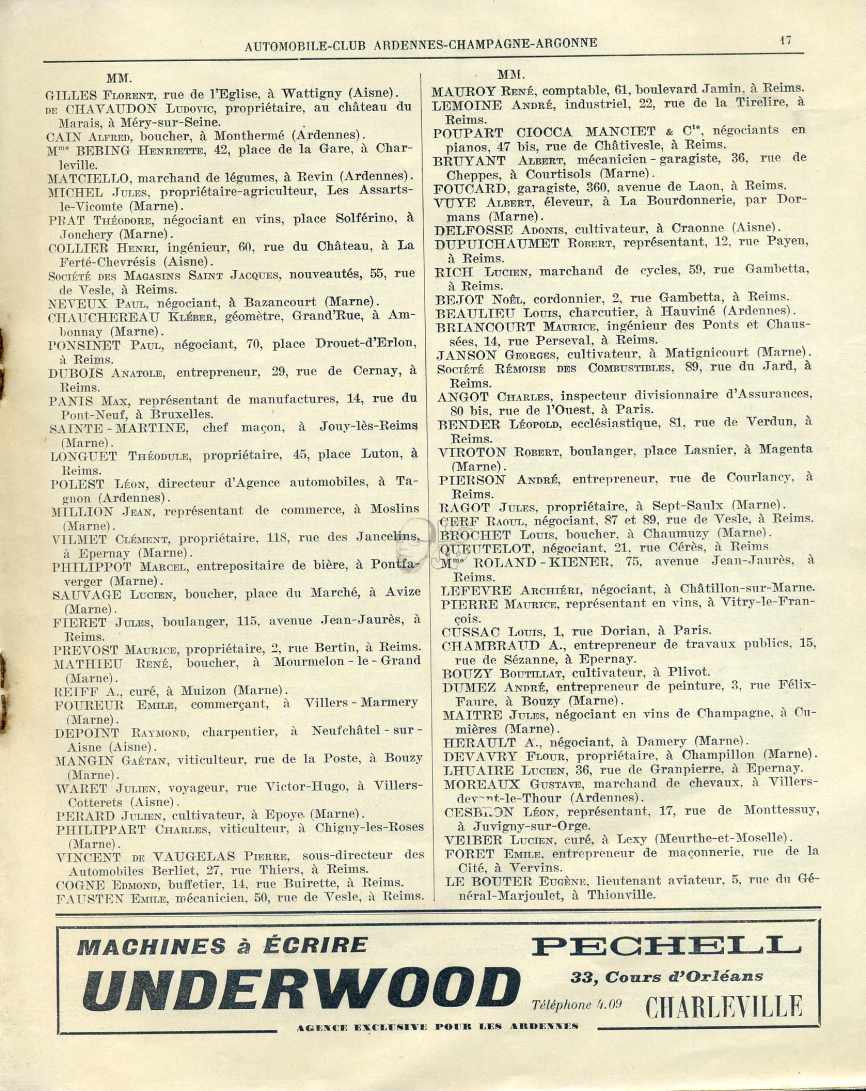 AUTOMOBILE-CLUB ARDENNES-CHAMPAGNE-ARGONNE 17
MM.
GILLES FLORENT, rue de l'Eglise, à Wattigny (Aisne).
DE CHAVAUDON LUDOVIC, propriétaire, au château du
Marais, à Méry-sur-Seine.
CAIN ALFRED, boucher, à Monthermé (Ardennes).
Mme BEBING HENRIETTE, 42, place de la Gare, à Char-
leville.
MATCIELLO, marchand de légumes, à Revin (Ardennes).
MICHEL JULES, propriétaire-agriculteur, Les Assarts-
le-Vicomte (Marne).
PRAT THÉODORE, négociant en vins, place Solférino, à
Jonchery (Marne).
COLLIER HENRI, ingénieur, 60, rue du Château, à La
Ferté-Chevrésis (Aisne).
SOCIÉTÉ DES MAGASINS SAINT JACQUES, nouveautés, 55, rue
de Vesle, à Reims.
NEVEUX PAUL, négociant, à Bazancourt (Marne).
CHAUCHEREAU KLÉBER, géomètre, Grand'Rue, à Am-
bonnay (Marne).
PONSINET PAUL, négociant, 70, place Drouet-d'Erlon,
à Reims.
DUBOIS ANATOLE, entrepreneur, 29, rue de Cernay, à
Reims.
PANIS MAX, représentant de manufactures, 14, rue du
Pont-Neuf, à Bruxelles.
SAINTE-MARTINE, chef maçon, à Jouy-lès-Reims
(Marne).
LONGUET THÉODULE, propriétaire, 45, place Luton, à
Reims.
POLEST LÉON, directeur d'Agence automobiles, à Ta-
gnon (Ardennes).
MILLION JEAN, représentant de commerce, à Moslins
(Marne).
VILMET CLÉMENT, propriétaire, 118, rue des Jancelins,
à Epernay (Marne).
PHILIPPOT MARCEL, entrepositaire de bière, à Pontfa-
verger (Marne).
SAUVAGE LUCIEN, boucher, place du Marché, à Avize
(Marne).
FIERET JULES, boulanger, 115, avenue Jean-Jaurès, à
Reims.
PREVOST MAURICE, propriétaire, 2, rue Bertin, à Reims.
MATHIEU RENÉ, boucher, à Mourmelon-le-Grand
(Marne).
REIFF A., curé, à Muizon (Marne).
FOUREUR EMILE, commerçant, à Villers-Marmery
(Marne).
DEPOINT RAYMOND, charpentier, à Neufchâtel-sur-
Aisne (Aisne).
MANGIN GAÉTAN, viticulteur, rue de la Poste, à Bouzy
(Marne).
WARET JULIEN, voyageur, rue Victor-Hugo, à Villers-
Cotterets (Aisne).
PERARD JULIEN, cultivateur, à Epoye (Marne).
PHILIPPART CHARLES, viticulteur, à Chigny-les-Roses
(Marne).
VINCENT DE VAUGELAS PIERRE, sous-directeur des
Automobiles Berliet, 27, rue Thiers, à Reims.
COGNE EDMOND, buffetier, 14, rue Buirette, à Reims.
FAUSTEN EMILE, mécanicien, 50, rue de Vesle, à Reims.
MM.
MAUROY RENÉ, comptable, 61, boulevard Jamin, à Reims.
LEMOINE ANDRÉ, industriel, 22, rue de la Tirelire, à
Reims.
POUPART CIOCCA MANCIET & Cie, négociants en
pianos, 47 bis, rue de Châtivesle, à Reims.
BRUYANT ALBERT, mécanicien-garagiste, 36, rue de
Cheppes, à Courtisols (Marne).
FOUCARD, garagiste, 360, avenue de Laon, à Reims.
VUYE ALBERT, éleveur, à La Bourdonnerie, par Dor-
mans (Marne).
DELFOSSE ADONIS, cultivateur, à Craonne (Aisne).
DUPUICHAUMET ROBERT, représentant, 12, rue Payen,
à Reims.
RICH LUCIEN, marchand de cycles, 59, rue Gambetta,
à Reims.
BEJOT NOËL, cordonnier, 2, rue Gambetta, à Reims.
BEAULIEU LOUIS, charcutier, à Hauviné (Ardennes).
BRIANCOURT MAURICE, ingénieur des Ponts et Chaus-
sées, 14, rue Perseval, à Reims.
JANSON GEORGES, cultivateur, à Matignicourt (Marne).
SOCIÉTÉ RÉMOISE DES COMBUSTIBLES, 89, rue du Jard, à
Reims.
ANGOT CHARLES, inspecteur divisionnaire d'Assurances,
80 bis, rue de l'Ouest, à Paris.
BENDER LÉOPOLD, ecclésiastique, 81, rue de Verdun, à
Reims.
VIROTON ROBERT, boulanger, place Lasnier, à Magenta
(Marne).
PIERSON ANDRÉ, entrepreneur, rue de Courlancy, à
Reims.
RAGOT JULES, propriétaire, à Sept-Saulx (Marne).
CERF RAOUL, négociant, 87 et 89, rue de Vesle, à Reims.
BROCHET LOUIS, boucher, à Chaumuzy (Marne).
QUEUTELOT, négociant, 21, rue Cérès, à Reims
Mme ROLAND-KIENER, 75, avenue Jean-Jaurès, à
Reims.
LEFEVRE ARCHIÉRI, négociant, à Châtillon-sur-Marne.
PIERRE MAURICE, représentant en vins, à Vitry-le-Fran-
çois.
CUSSAC LOUIS, 1, rue Dorian, à Paris.
CHAMBRAUD A., entrepreneur de travaux publics, 15,
rue de Sézanne, à Epernay.
BOUZY BOUTILLAT, cultivateur, à Plivot.
DUMEZ ANDRÉ, entrepreneur de peinture, 3, rue Félix-
Faure, à Bouzy (Marne).
MAITRE JULES, négociant en vins de Champagne, à Cu-
mières (Marne).
HERAULT A., négociant, à Damery (Marne).
DEVAVRY FLOUR, propriétaire, à Champillon (Marne).
LHUAIRE LUCIEN, 36, rue de Granpierre, à Epernay.
MOREAUX GUSTAVE, marchand de chevaux, à Villers-
devant-le-Thour (Ardennes).
CESBRON LÉON, représentant, 17, rue de Monttessuy,
à Juvigny-sur-Orge.
VEIBER LUCIEN, curé, à Lexy (Meurthe-et-Moselle).
FORET EMILE, entrepreneur de maçonnerie, rue de la
Cité, à Vervins.
LE BOUTER EUGÈNE, lieutenant aviateur, 5, rue du Gé-
néral-Marjoulet, à Thionville.
MACHINES à ÉCRIRE
UNDERWOOD
PECHELL
33, Cours d'Orléans
Téléphone 4.09 CHARLEVILLE
AGENCE EXCLUSIVE POUR LES ARDENNES